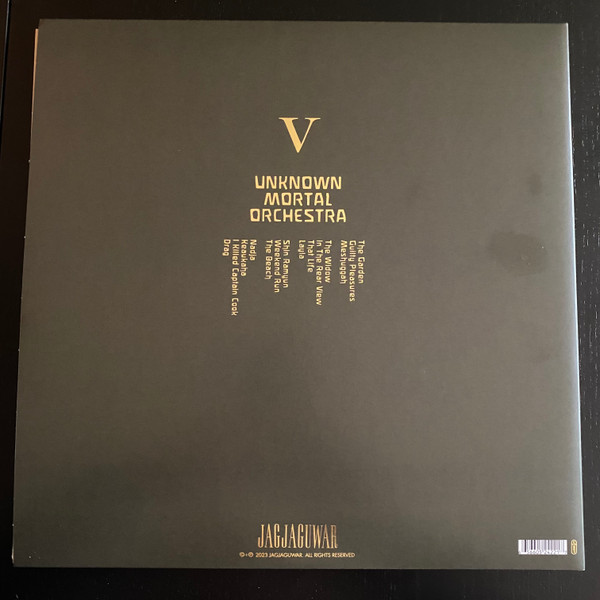 V
UNKNOWN
MORTAL
ORCHESTRA
The Garden
Guilty Pleasures
Meshuggah
The Widow
In The Rear View
That Life
Layla
Shin Ramyun
Weekend Run
The Beach
Nadja
Keaukaha
I Killed Captain Cook
Drag
JAGJAGUWAR
©+℗ 2023 JAGJAGUWAR. ALL RIGHTS RESERVED